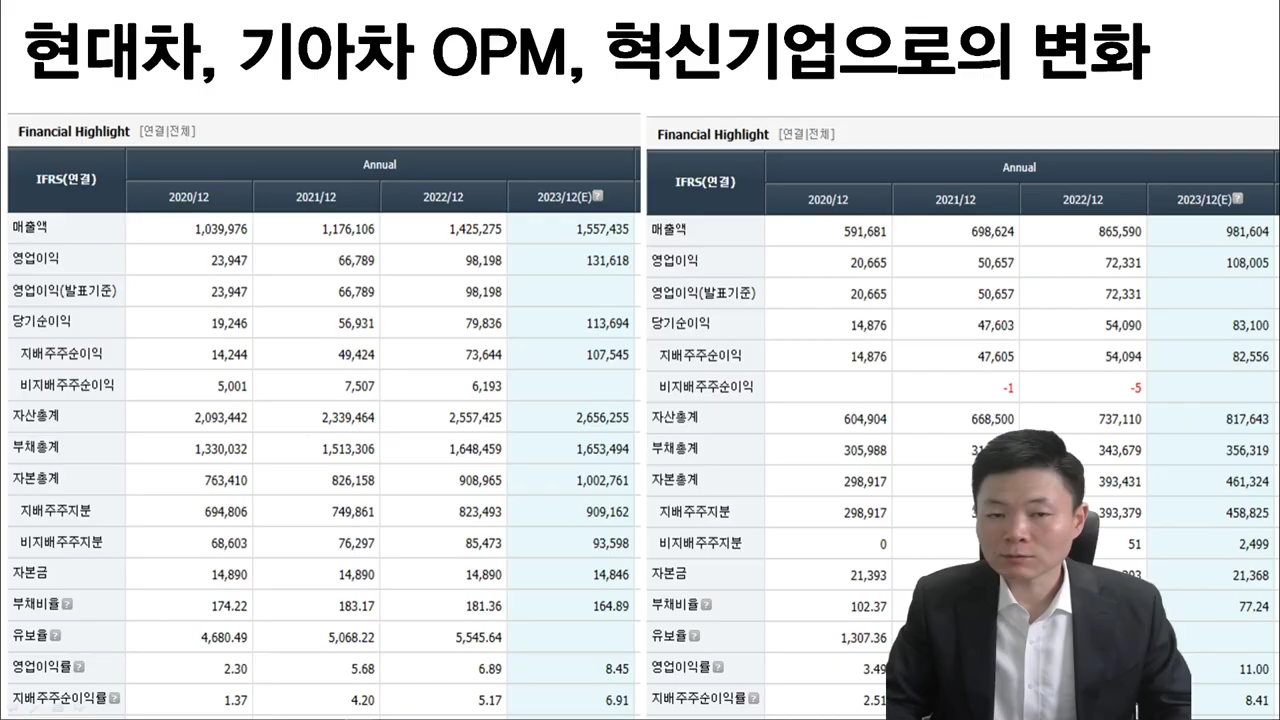 현대차, 기아차 OPM, 혁신기업으로의 변화
Financial Highlight [연결|전체]
IFRS(연결) Annual
2020/12 2021/12 2022/12 2023/12(E)
매출액 1,039,976 1,176,106 1,425,275 1,557,435
영업이익 23,947 66,789 98,198 131,618
영업이익(발표기준) 23,947 66,789 98,198
당기순이익 19,246 56,931 79,836 113,694
지배주주순이익 14,244 49,424 73,644 107,545
비지배주주순이익 5,001 7,507 6,193
자산총계 2,093,442 2,339,464 2,557,425 2,656,255
부채총계 1,330,032 1,513,306 1,648,459 1,653,494
자본총계 763,410 826,158 908,965 1,002,761
지배주주지분 694,806 749,861 823,493 909,162
비지배주주지분 68,603 76,297 85,473 93,598
자본금 14,890 14,890 14,890 14,846
부채비율 174.22 183.17 181.36 164.89
유보율 4,680.49 5,068.22 5,545.64
영업이익률 2.30 5.68 6.89 8.45
지배주주순이익률 1.37 4.20 5.17 6.91
Financial Highlight [연결|전체]
IFRS(연결) Annual
2020/12 2021/12 2022/12 2023/12(E)
매출액 591,681 698,624 865,590 981,604
영업이익 20,665 50,657 72,331 108,005
영업이익(발표기준) 20,665 50,657 72,331
당기순이익 14,876 47,603 54,090 83,100
지배주주순이익 14,876 47,605 54,094 82,556
비지배주주순이익 -1 -5
자산총계 604,904 668,500 737,110 817,643
부채총계 305,988 343,679 356,319
자본총계 298,917 393,431 461,324
지배주주지분 298,917 393,379 458,825
비지배주주지분 0 51 2,499
자본금 21,393 21,368
부채비율 102.37 77.24
유보율 1,307.36
영업이익률 3.49 11.00
지배주주순이익률 2.51 8.41